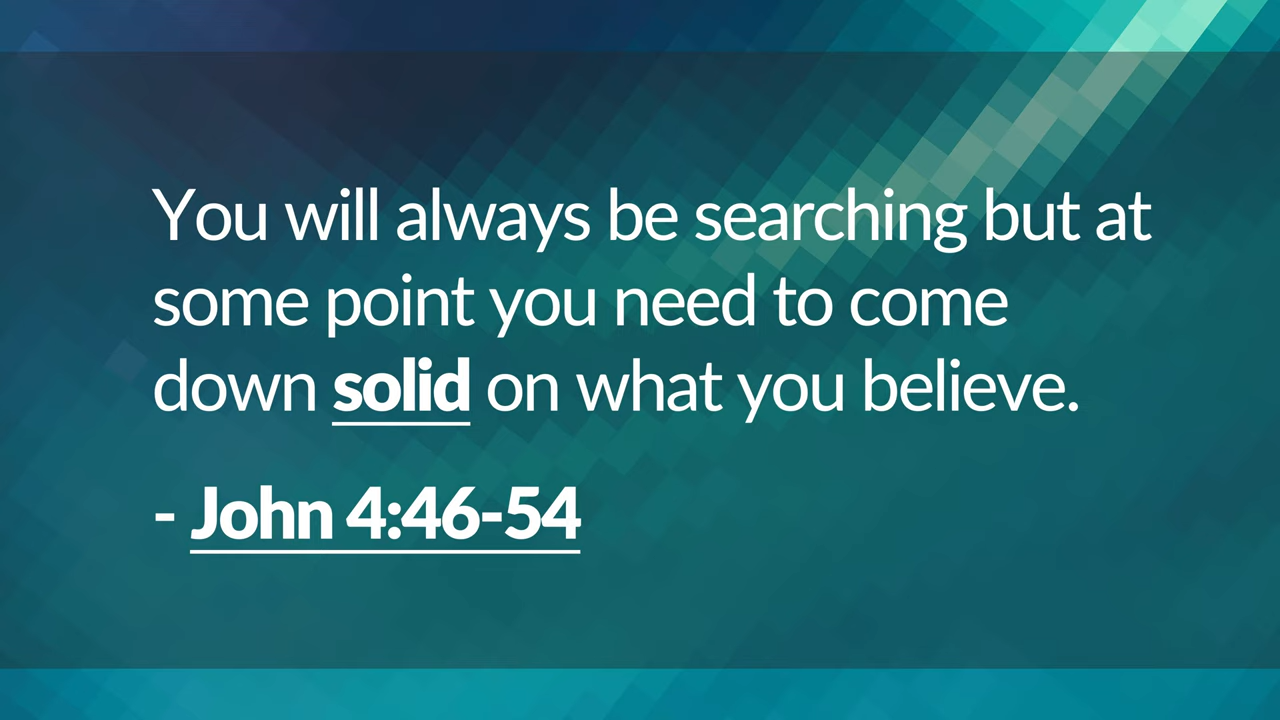 You will always be searching but at
some point you need to come
down solid on what you believe.
- John 4:46-54